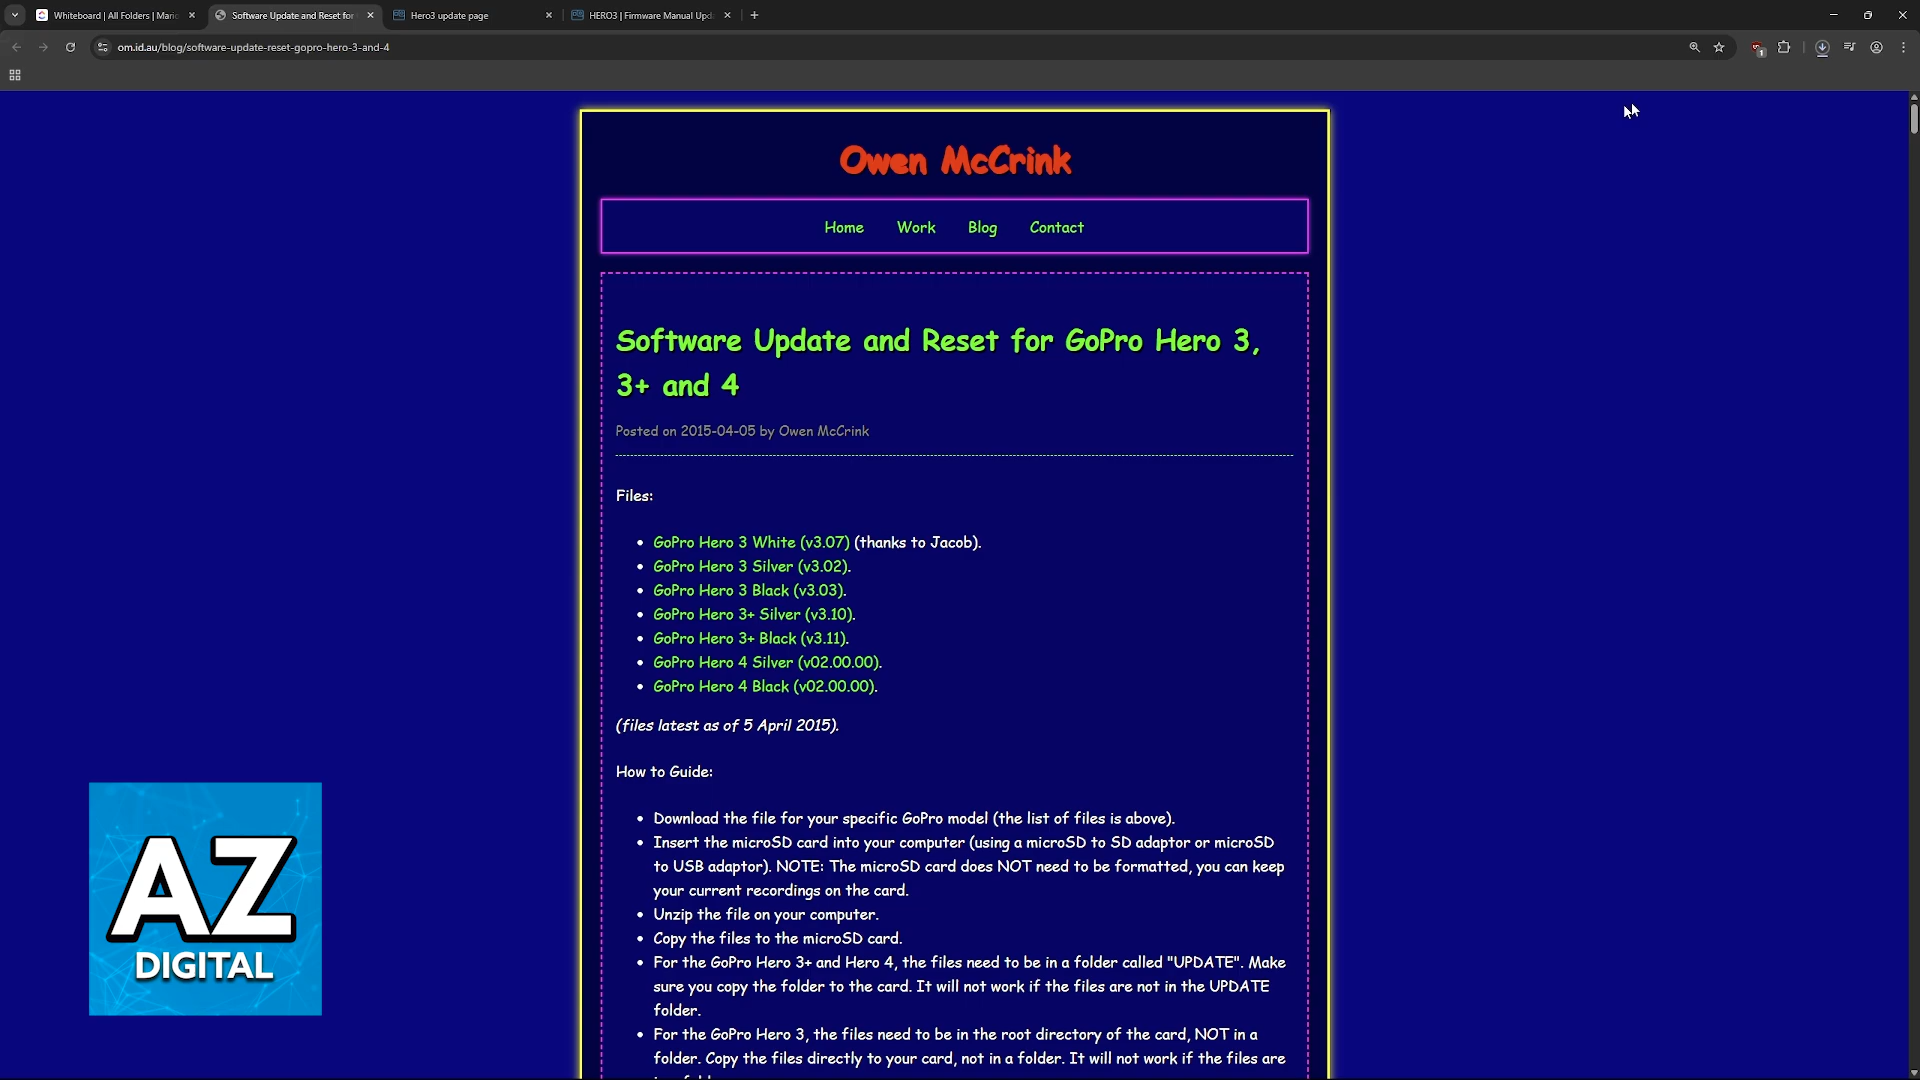 Whiteboard | All Folders | Mari
Software Update and Reset for
Hero3 update page
HERO3 | Firmware Manual Upd
om.id.au/blog/software-update-reset-gopro-hero-3-and-4
1
Owen McCrink
Home Work Blog Contact
Software Update and Reset for GoPro Hero 3,
3+ and 4
Posted on 2015-04-05 by Owen McCrink
Files:
• GoPro Hero 3 White (v3.07) (thanks to Jacob).
• GoPro Hero 3 Silver (v3.02).
• GoPro Hero 3 Black (v3.03).
• GoPro Hero 3+ Silver (v3.10).
• GoPro Hero 3+ Black (v3.11).
• GoPro Hero 4 Silver (v02.00.00).
• GoPro Hero 4 Black (v02.00.00).
(files latest as of 5 April 2015).
How to Guide:
• Download the file for your specific GoPro model (the list of files is above).
• Insert the microSD card into your computer (using a microSD to SD adaptor or microSD
to USB adaptor). NOTE: The microSD card does NOT need to be formatted, you can keep
your current recordings on the card.
• Unzip the file on your computer.
• Copy the files to the microSD card.
• For the GoPro Hero 3+ and Hero 4, the files need to be in a folder called "UPDATE". Make
sure you copy the folder to the card. It will not work if the files are not in the UPDATE
folder.
• For the GoPro Hero 3, the files need to be in the root directory of the card, NOT in a
folder. Copy the files directly to your card, not in a folder. It will not work if the files are
AZ
DIGITAL